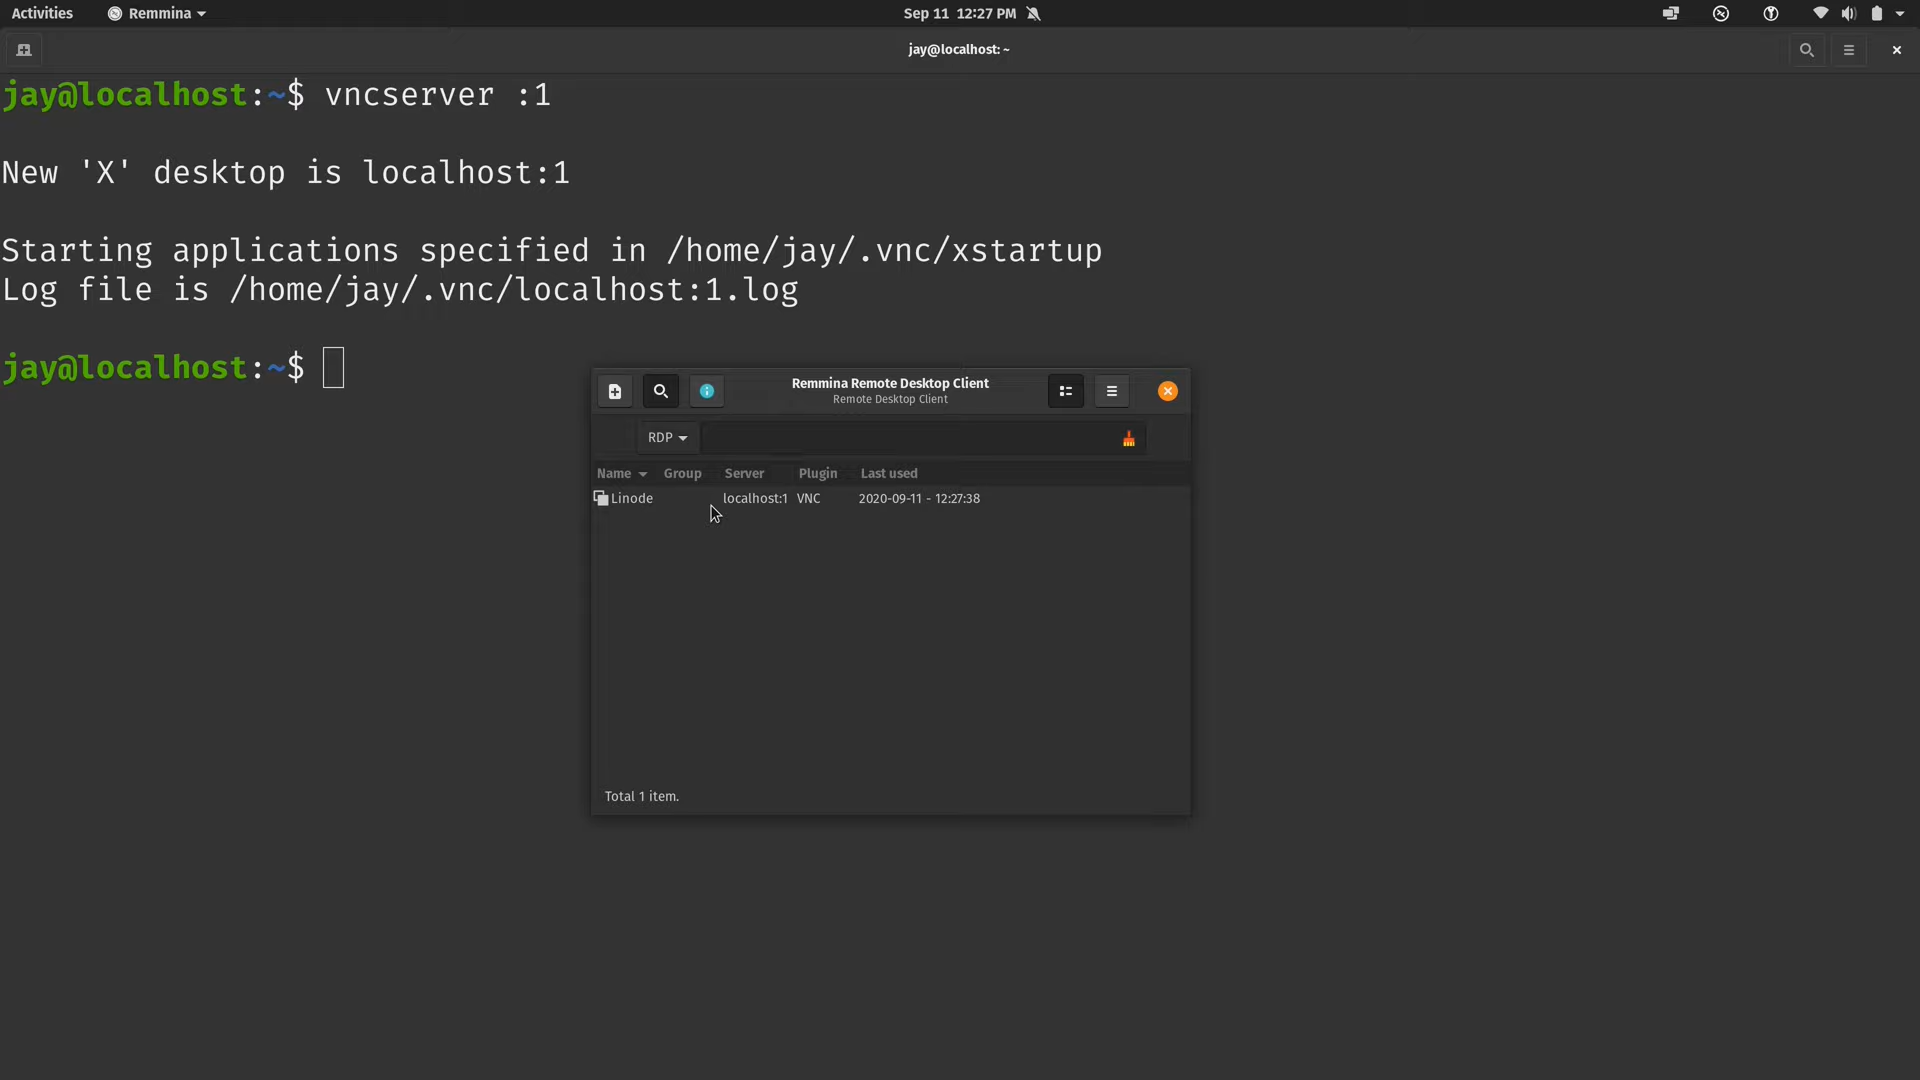 Activities Remmina Sep 11 12:27 PM
jay@localhost: ~
jay@localhost:~$ vncserver :1
New 'X' desktop is localhost:1
Starting applications specified in /home/jay/.vnc/xstartup
Log file is /home/jay/.vnc/localhost:1.log
jay@localhost:~$
Remmina Remote Desktop Client
Remote Desktop Client
RDP
Name Group Server Plugin Last used
Linode localhost:1 VNC 2020-09-11 - 12:27:38
Total 1 item.